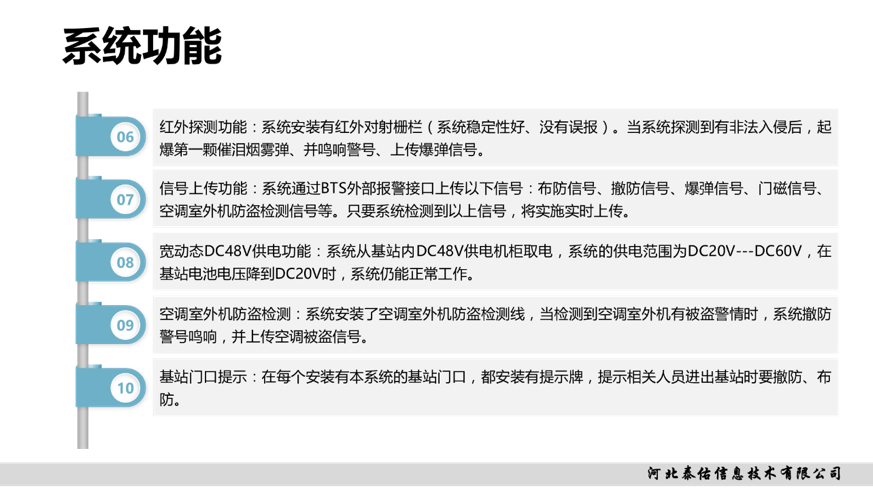 系统功能
06
红外探测功能：系统安装有红外对射栅栏（系统稳定性好、没有误报）。当系统探测到有非法入侵后，起
爆第一颗催泪烟雾弹、并鸣响警号、上传爆弹信号。
07
信号上传功能：系统通过BTS外部报警接口上传以下信号：布防信号、撤防信号、爆弹信号、门磁信号、
空调室外机防盗检测信号等。只要系统检测到以上信号，将实施实时上传。
08
宽动态DC48V供电功能：系统从基站内DC48V供电机柜取电，系统的供电范围为DC20V---DC60V，在
基站电池电压降到DC20V时，系统仍能正常工作。
09
空调室外机防盗检测：系统安装了空调室外机防盗检测线，当检测到空调室外机有被盗警情时，系统撤防
警号鸣响，并上传空调被盗信号。
10
基站门口提示：在每个安装有本系统的基站门口，都安装有提示牌，提示相关人员进出基站时要撤防、布
防。
河北泰佑信息技术有限公司